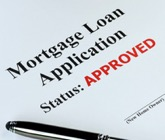 Mortgage Loan
Application
Status: APPROVED
(New Home Owner)